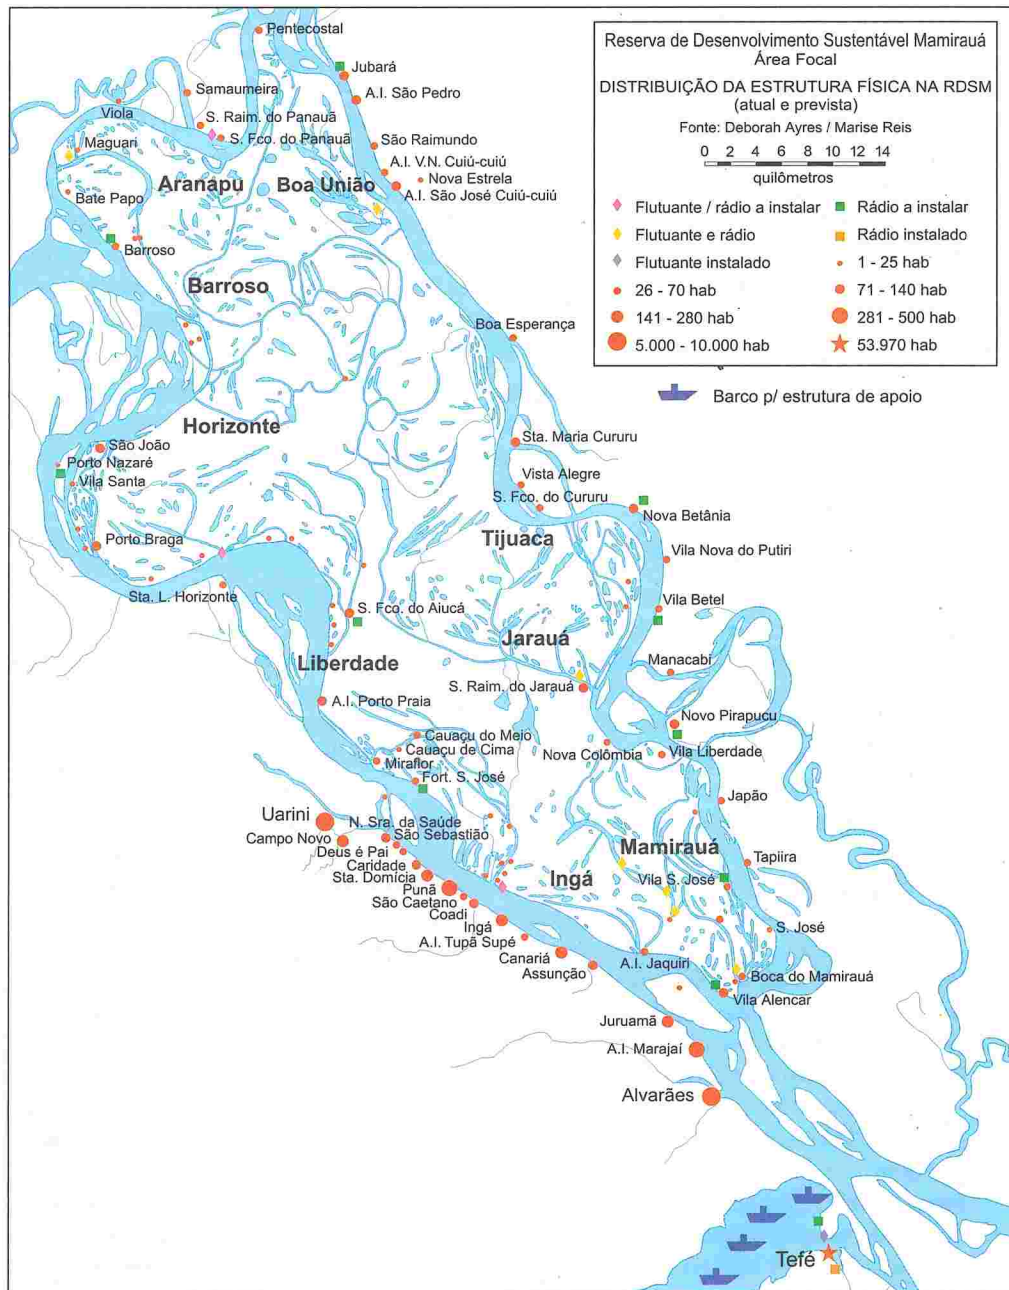 Reserva de Desenvolvimento Sustentável Mamirauá
Área Focal
DISTRIBUIÇÃO DA ESTRUTURA FÍSICA NA RDSM
(atual e prevista)
Fonte: Deborah Ayres / Marise Reis
0 2 4 6 8 10 12 14
quilômetros
Flutuante / rádio a instalar
Rádio a instalar
Flutuante e rádio
Rádio instalado
Flutuante instalado
1 - 25 hab
26 - 70 hab
71 - 140 hab
141 - 280 hab
281 - 500 hab
5.000 - 10.000 hab
53.970 hab
Barco p/ estrutura de apoio
Pentecostal
Jubará
Samaumeira
A.I. São Pedro
Viola
S. Raim. do Panauã
S. Fco. do Panauã
Maguari
São Raimundo
A.I. V.N. Cuiú-cuiú
Nova Estrela
Aranapu
Boa União
A.I. São José Cuiú-cuiú
Bate Papo
Barroso
Barroso
Boa Esperança
Horizonte
São João
Sta. Maria Cururu
Porto Nazaré
Vila Santa
Vista Alegre
S. Fco. do Cururu
Nova Betânia
Porto Braga
Tijuaca
Vila Nova do Putiri
Sta. L. Horizonte
Vila Betel
S. Fco. do Aiucá
Jarauá
Liberdade
Manacabi
S. Raim. do Jarauá
A.I. Porto Praia
Novo Pirapucu
Cauaçu do Meio
Cauaçu de Cima
Nova Colômbia
Vila Liberdade
Miraflor
Fort. S. José
Japão
Uarini
N. Sra. da Saúde
São Sebastião
Campo Novo
Mamirauá
Deus é Pai
Caridade
Tapiira
Sta. Domícia
Ingá
Vila S. José
Punã
São Caetano
Coadi
Ingá
S. José
A.I. Tupã Supé
Canariá
A.I. Jaquiri
Assunção
Boca do Mamirauá
Vila Alencar
Juruamã
A.I. Marajaí
Alvarães
Tefé